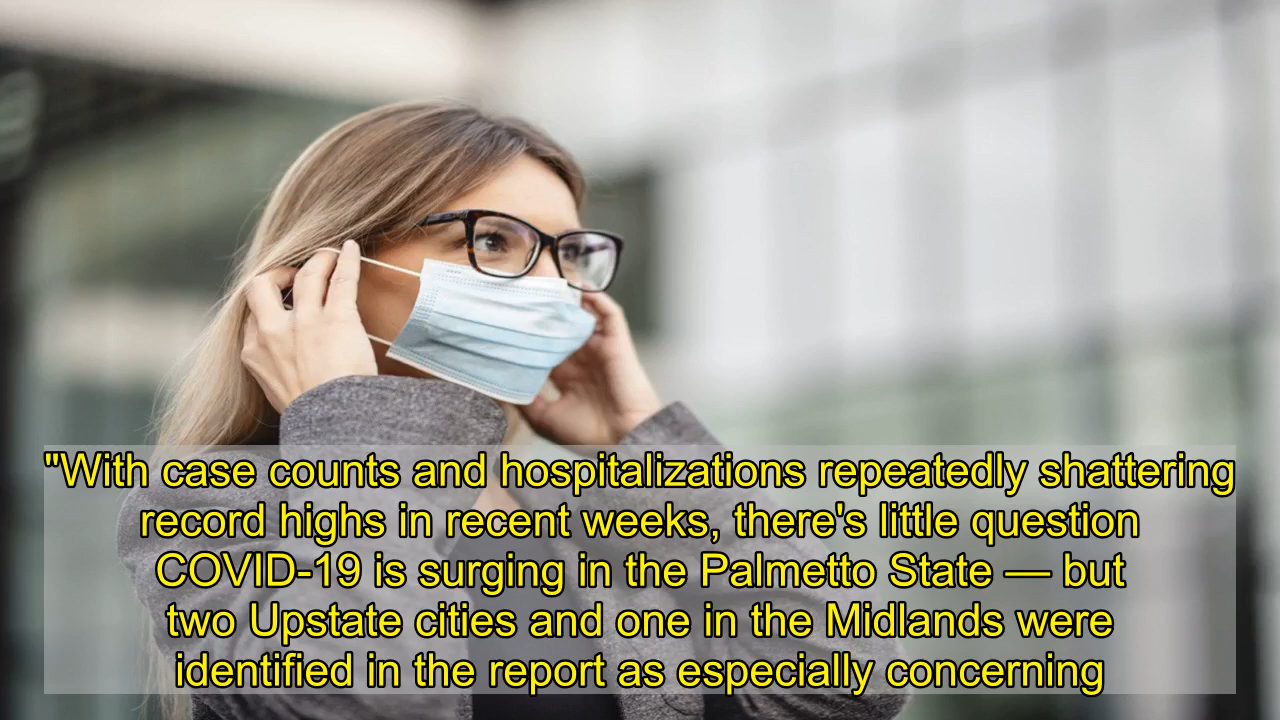 "With case counts and hospitalizations repeatedly shattering
record highs in recent weeks, there's little question
COVID-19 is surging in the Palmetto State — but
two Upstate cities and one in the Midlands were
identified in the report as especially concerning